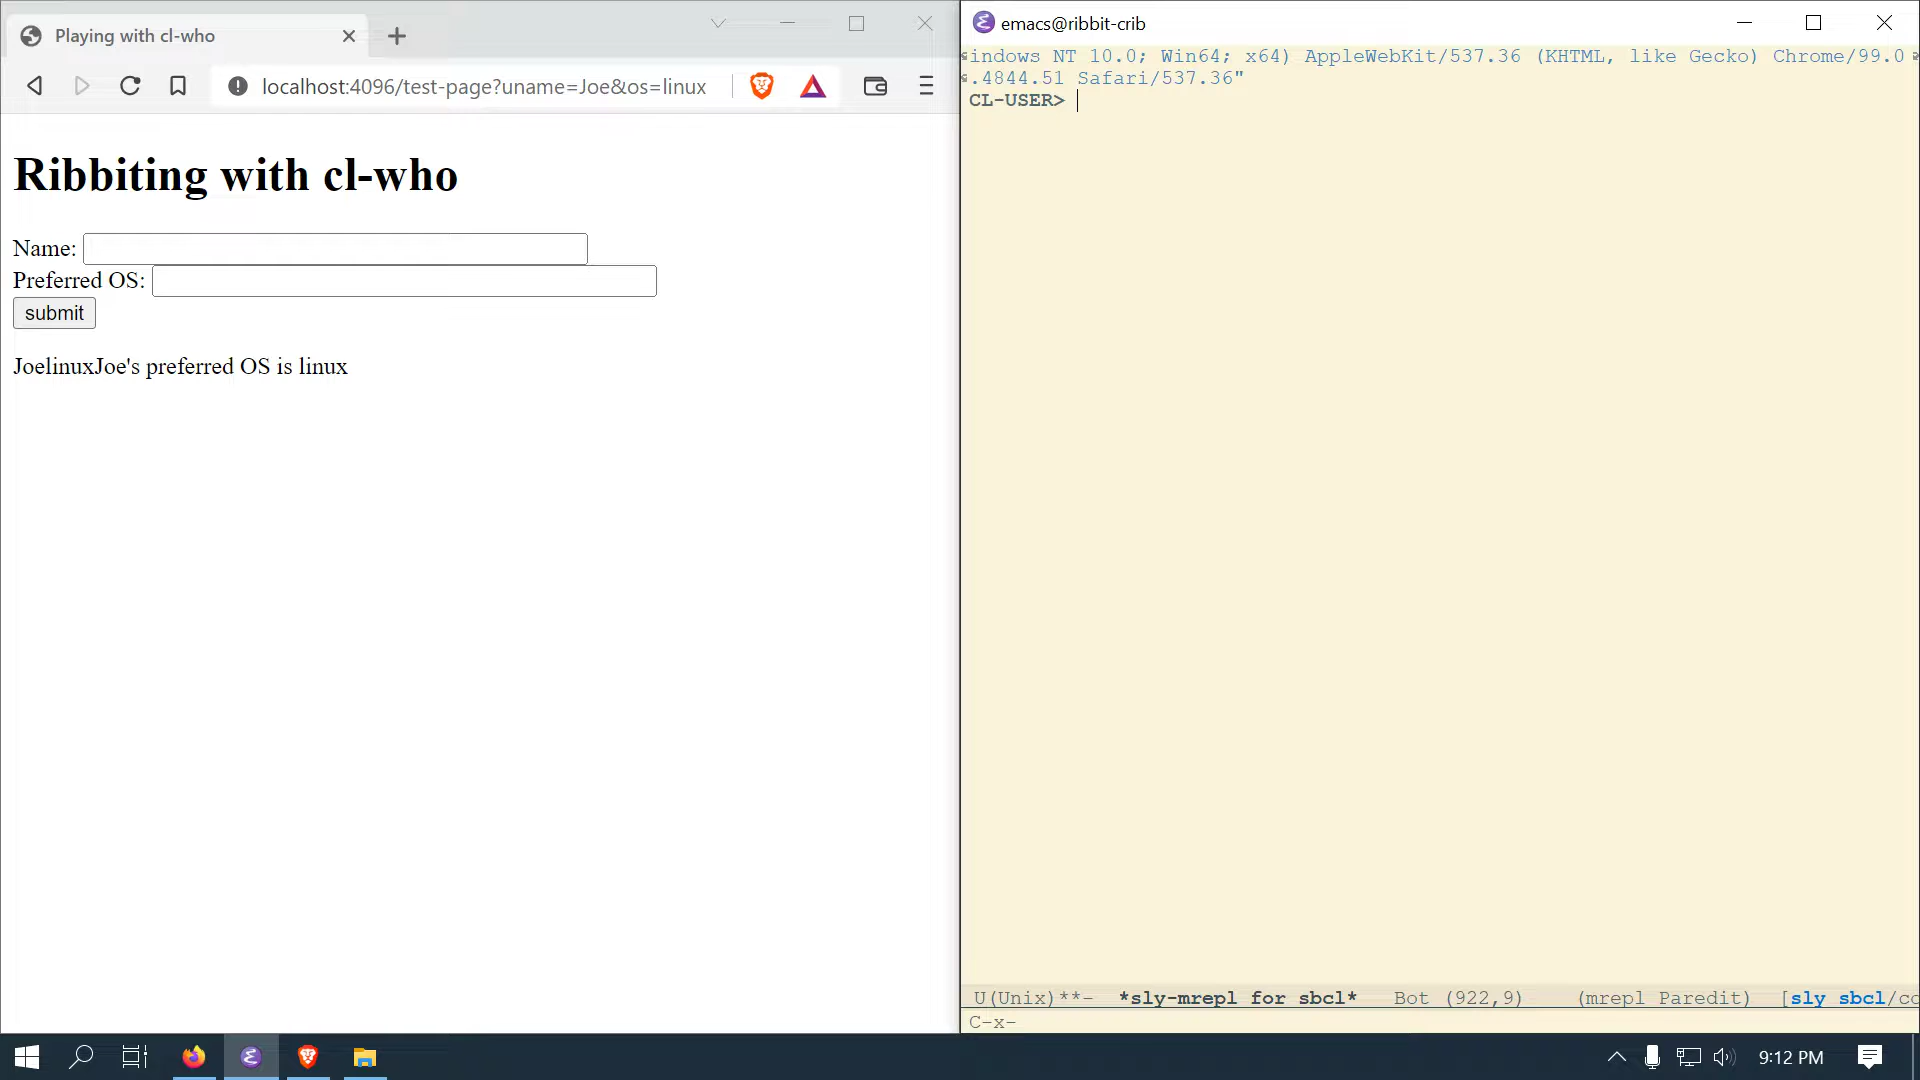 Playing with cl-who
localhost:4096/test-page?uname=Joe&os=linux
Ribbiting with cl-who
Name:
Preferred OS:
submit
JoelinuxJoe's preferred OS is linux
emacs@ribbit-crib
indows NT 10.0; Win64; x64) AppleWebKit/537.36 (KHTML, like Gecko) Chrome/99.0
.4844.51 Safari/537.36"
CL-USER>
U(Unix)**- *sly-mrepl for sbcl* Bot (922,9) (mrepl Paredit) [sly sbcl/co
C-x-
9:12 PM